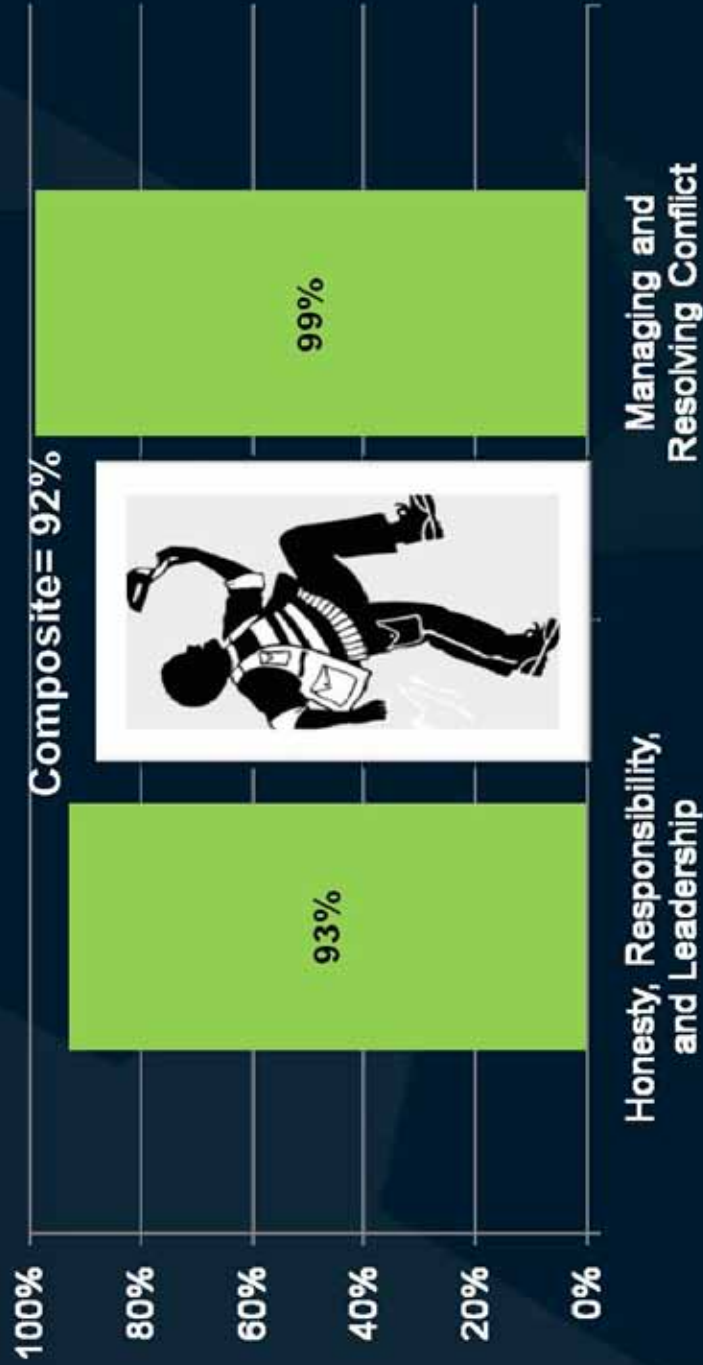 Composite= 92%
100%
80%
60%
40%
20%
0%
93%
99%
Honesty, Responsibility,
and Leadership
Managing and
Resolving Conflict